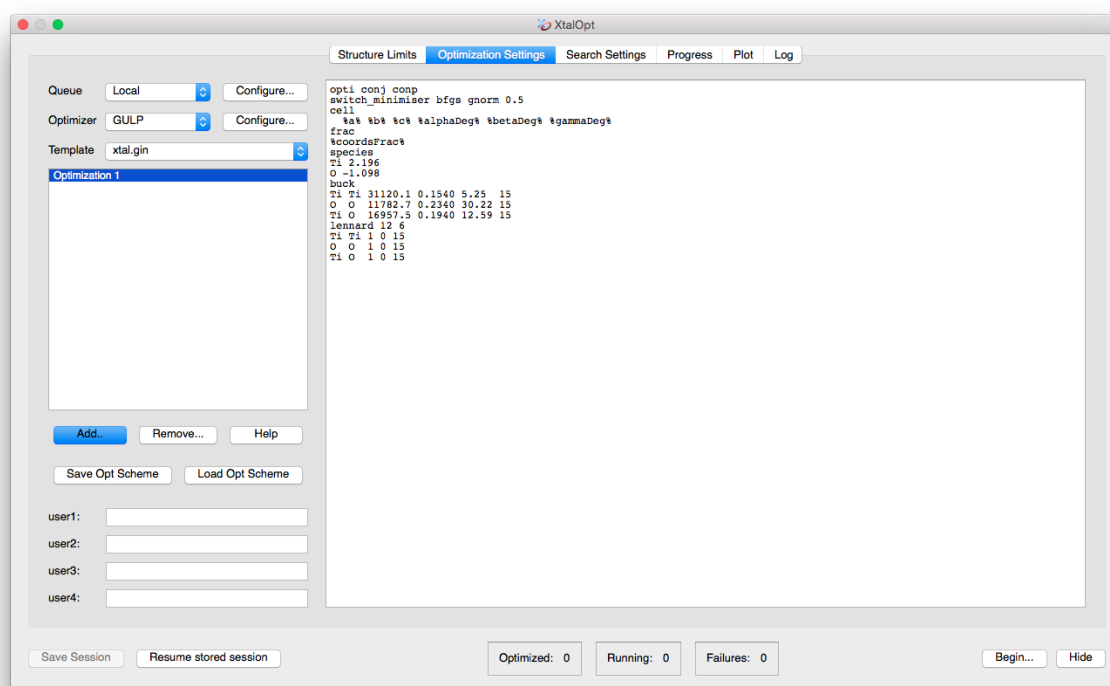 XtalOpt
Structure Limits Optimization Settings Search Settings Progress Plot Log
Queue Local Configure...
Optimizer GULP Configure...
Template xtal.gin
Optimization 1
Add.. Remove... Help
Save Opt Scheme Load Opt Scheme
user1:
user2:
user3:
user4:
opti conj conp
switch_minimiser bfgs gnorm 0.5
cell
%a% %b% %c% %alphaDeg% %betaDeg% %gammaDeg%
frac
%coordsFrac%
species
Ti 2.196
O -1.098
buck
Ti Ti 31120.1 0.1540 5.25 15
O O 11782.7 0.2340 30.22 15
Ti O 16957.5 0.1940 12.59 15
lennard 12 6
Ti Ti 1 0 15
O O 1 0 15
Ti O 1 0 15
Save Session Resume stored session Optimized: 0 Running: 0 Failures: 0 Begin... Hide